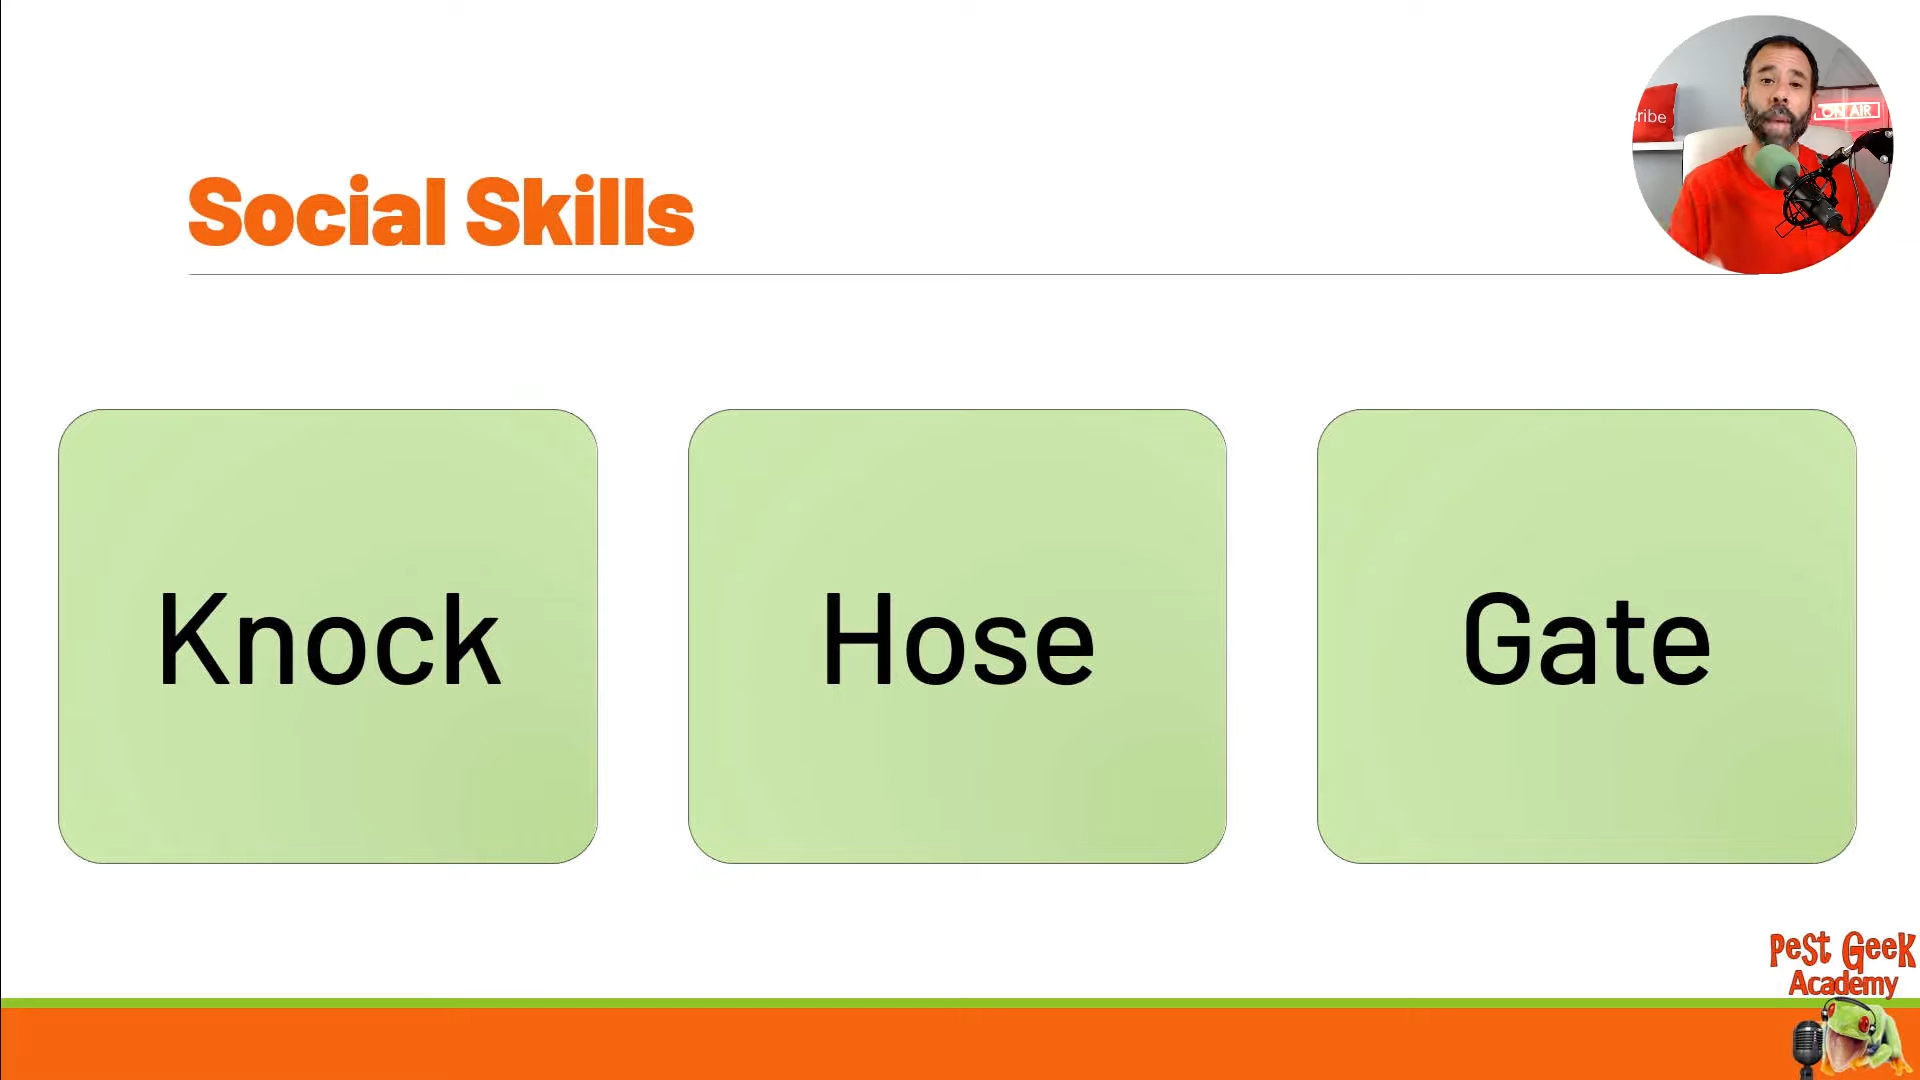 Social Skills
ribe
ON AIR
Knock
Hose
Gate
Pest Geek
Academy